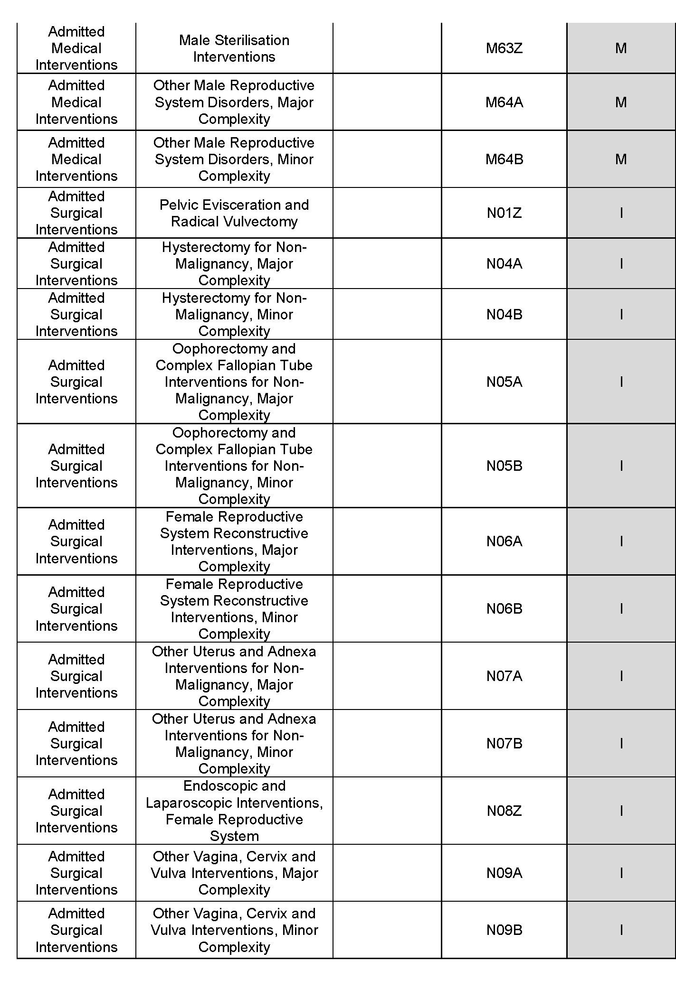 Admitted
Medical
Interventions
Male Sterilisation
Interventions
M63Z
M
Admitted
Medical
Interventions
Other Male Reproductive
System Disorders, Major
Complexity
M64A
M
Admitted
Medical
Interventions
Other Male Reproductive
System Disorders, Minor
Complexity
M64B
M
Admitted
Surgical
Interventions
Pelvic Evisceration and
Radical Vulvectomy
N01Z
I
Admitted
Surgical
Interventions
Hysterectomy for Non-
Malignancy, Major
Complexity
N04A
I
Admitted
Surgical
Interventions
Hysterectomy for Non-
Malignancy, Minor
Complexity
N04B
I
Admitted
Surgical
Interventions
Oophorectomy and
Complex Fallopian Tube
Interventions for Non-
Malignancy, Major
Complexity
N05A
I
Admitted
Surgical
Interventions
Oophorectomy and
Complex Fallopian Tube
Interventions for Non-
Malignancy, Minor
Complexity
N05B
I
Admitted
Surgical
Interventions
Female Reproductive
System Reconstructive
Interventions, Major
Complexity
N06A
I
Admitted
Surgical
Interventions
Female Reproductive
System Reconstructive
Interventions, Minor
Complexity
N06B
I
Admitted
Surgical
Interventions
Other Uterus and Adnexa
Interventions for Non-
Malignancy, Major
Complexity
N07A
I
Admitted
Surgical
Interventions
Other Uterus and Adnexa
Interventions for Non-
Malignancy, Minor
Complexity
N07B
I
Admitted
Surgical
Interventions
Endoscopic and
Laparoscopic Interventions,
Female Reproductive
System
N08Z
I
Admitted
Surgical
Interventions
Other Vagina, Cervix and
Vulva Interventions, Major
Complexity
N09A
I
Admitted
Surgical
Interventions
Other Vagina, Cervix and
Vulva Interventions, Minor
Complexity
N09B
I